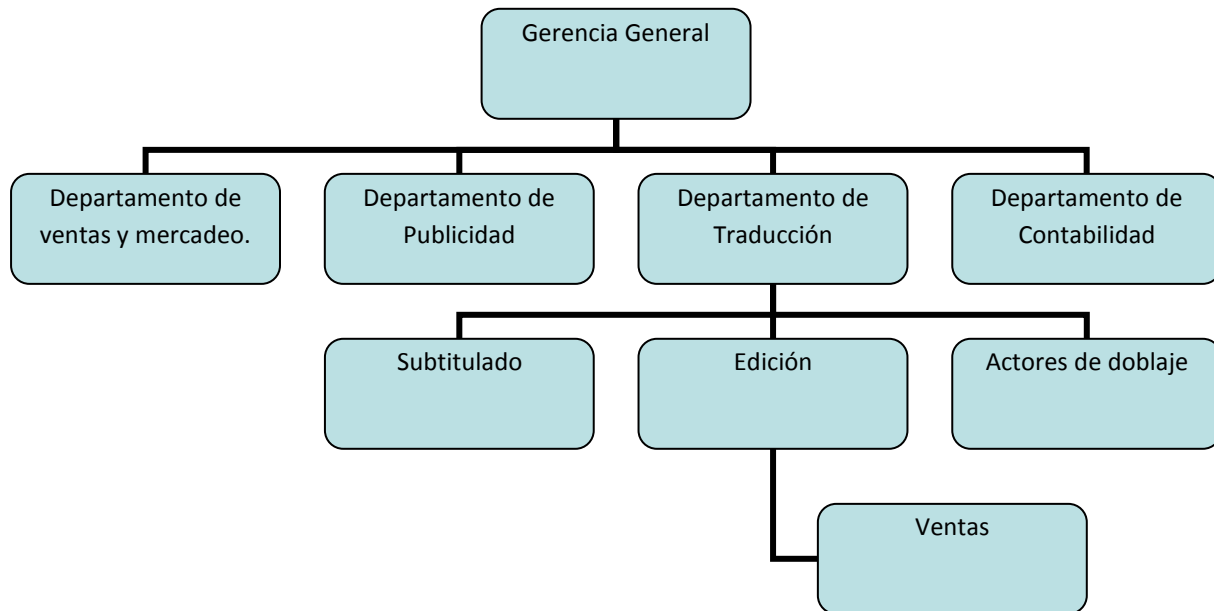 Gerencia General
Departamento de
ventas y mercadeo.
Departamento de
Publicidad
Departamento de
Traducción
Departamento de
Contabilidad
Subtitulado
Edición
Actores de doblaje
Ventas